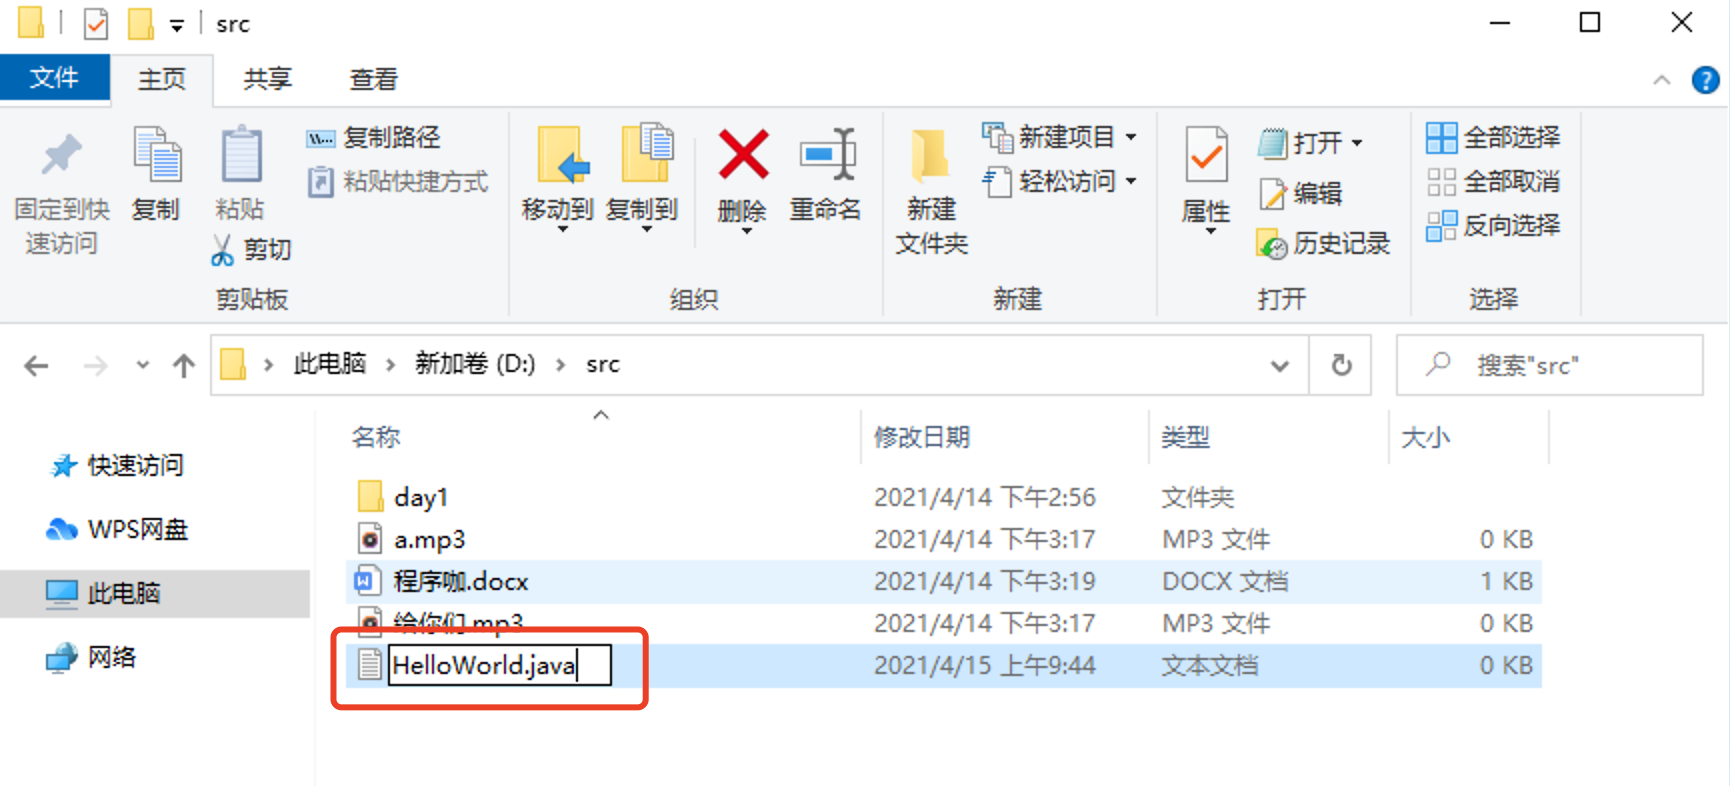 src
文件 主页 共享 查看
固定到快速访问
复制
粘贴
复制路径
粘贴快捷方式
剪切
剪贴板
移动到
复制到
删除
重命名
组织
新建文件夹
新建项目
轻松访问
新建
属性
打开
编辑
历史记录
打开
全部选择
全部取消
反向选择
选择
此电脑 新加卷 (D:) src
搜索"src"
快速访问
WPS网盘
此电脑
网络
名称 修改日期 类型 大小
day1 2021/4/14 下午2:56 文件夹
a.mp3 2021/4/14 下午3:17 MP3 文件 0 KB
程序咖.docx 2021/4/14 下午3:19 DOCX 文档 1 KB
给你们.mp3 2021/4/14 下午3:17 MP3 文件 0 KB
HelloWorld.java 2021/4/15 上午9:44 文本文档 0 KB